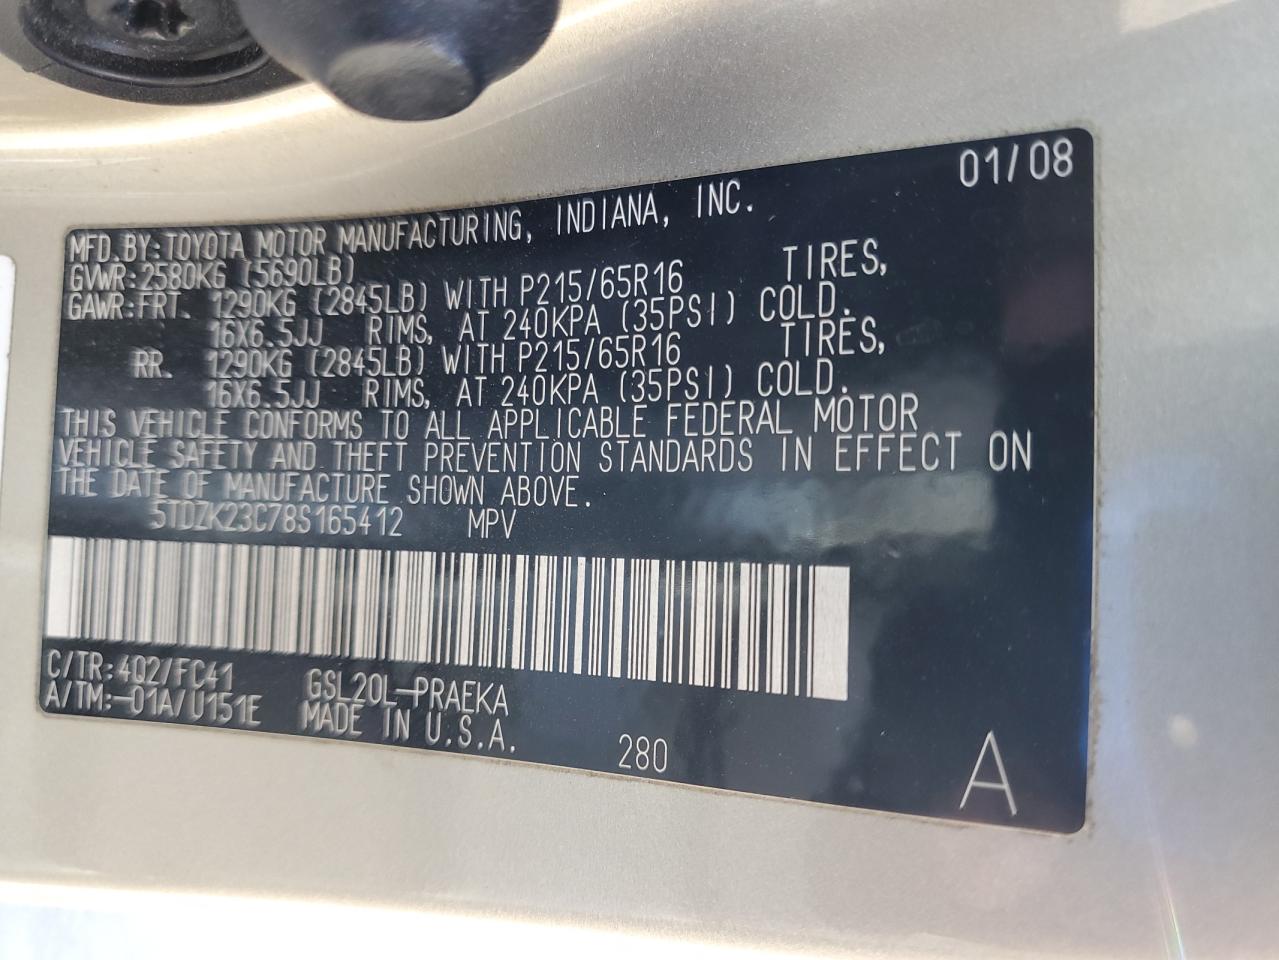 01/08
MFD.BY:TOYOTA MOTOR MANUFACTURING, INDIANA, INC.
GVWR:2580KG (5690LB)
GAWR:FRT. 1290KG (2845LB) WITH P215/65R16 TIRES,
16X6.5JJ RIMS, AT 240KPA (35PSI) COLD.
RR. 1290KG (2845LB) WITH P215/65R16 TIRES,
16X6.5JJ RIMS, AT 240KPA (35PSI) COLD.
THIS VEHICLE CONFORMS TO ALL APPLICABLE FEDERAL MOTOR
VEHICLE SAFETY AND THEFT PREVENTION STANDARDS IN EFFECT ON
THE DATE OF MANUFACTURE SHOWN ABOVE.
5TDZK23C78S165412 MPV
C/TR:4Q2/FC41 GSL20L-PRAEKA
A/TM:-01A/U151E MADE IN U.S.A.
280
A